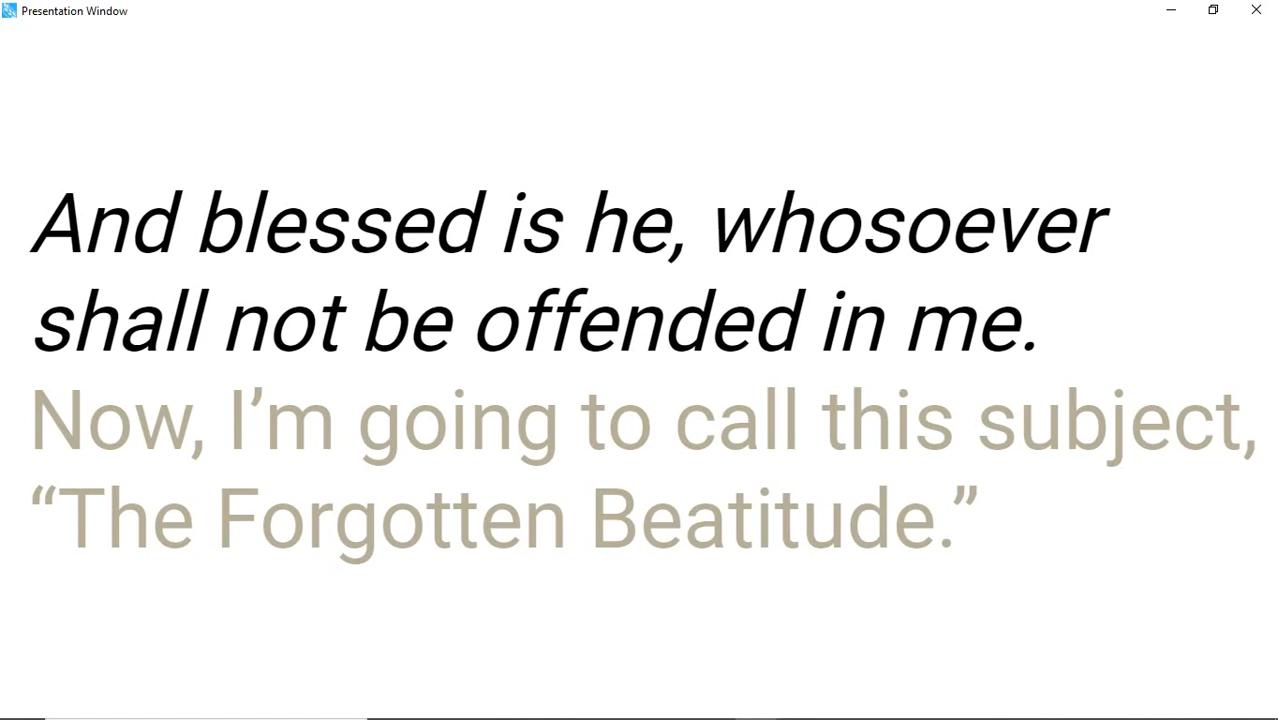 Presentation Window
And blessed is he, whosoever
shall not be offended in me.
Now, I’m going to call this subject,
“The Forgotten Beatitude.”